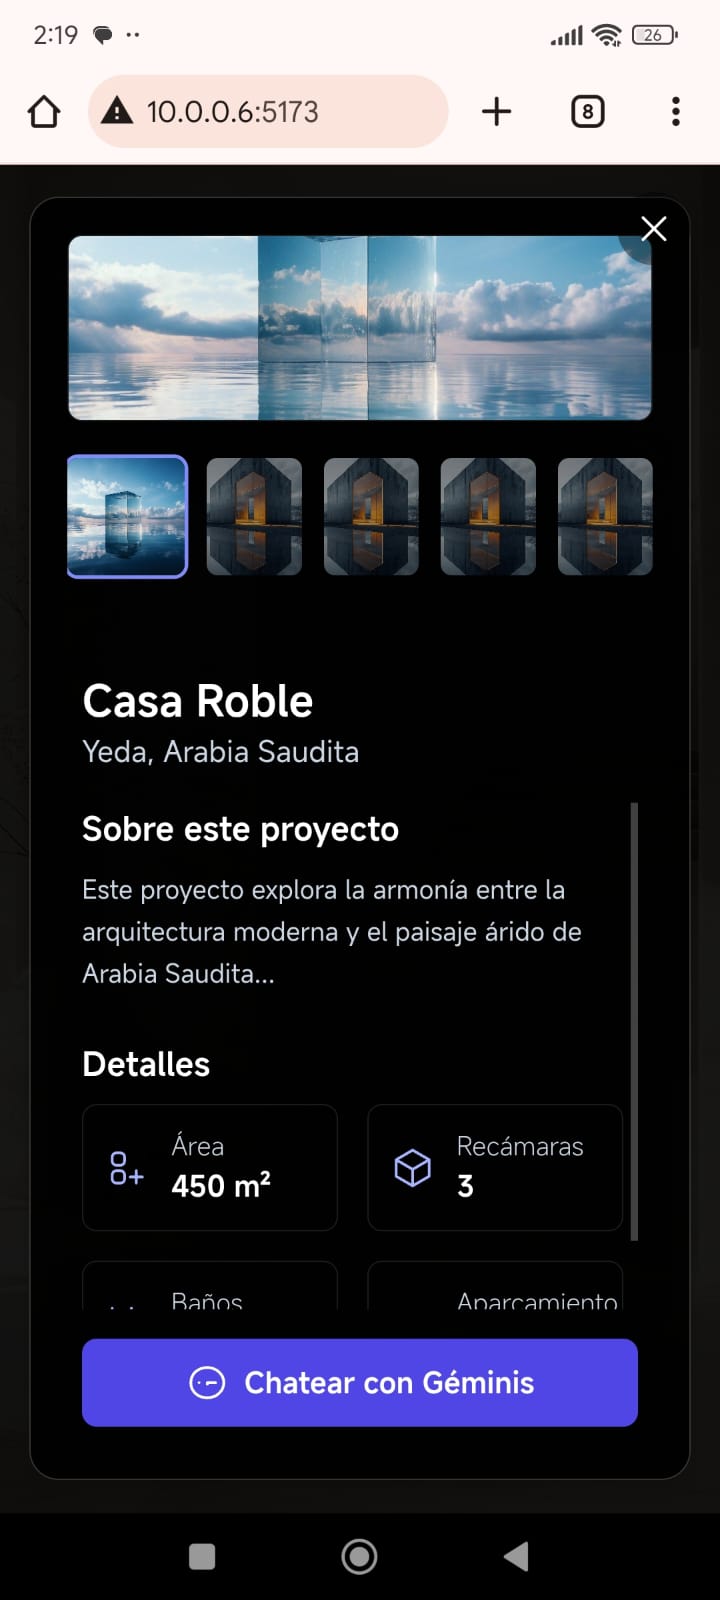 2:19
26
10.0.0.6:5173
8
Casa Roble
Yeda, Arabia Saudita
Sobre este proyecto
Este proyecto explora la armonía entre la
arquitectura moderna y el paisaje árido de
Arabia Saudita...
Detalles
Área
450 m²
Recámaras
3
Baños
Aparcamiento
Chatear con Géminis